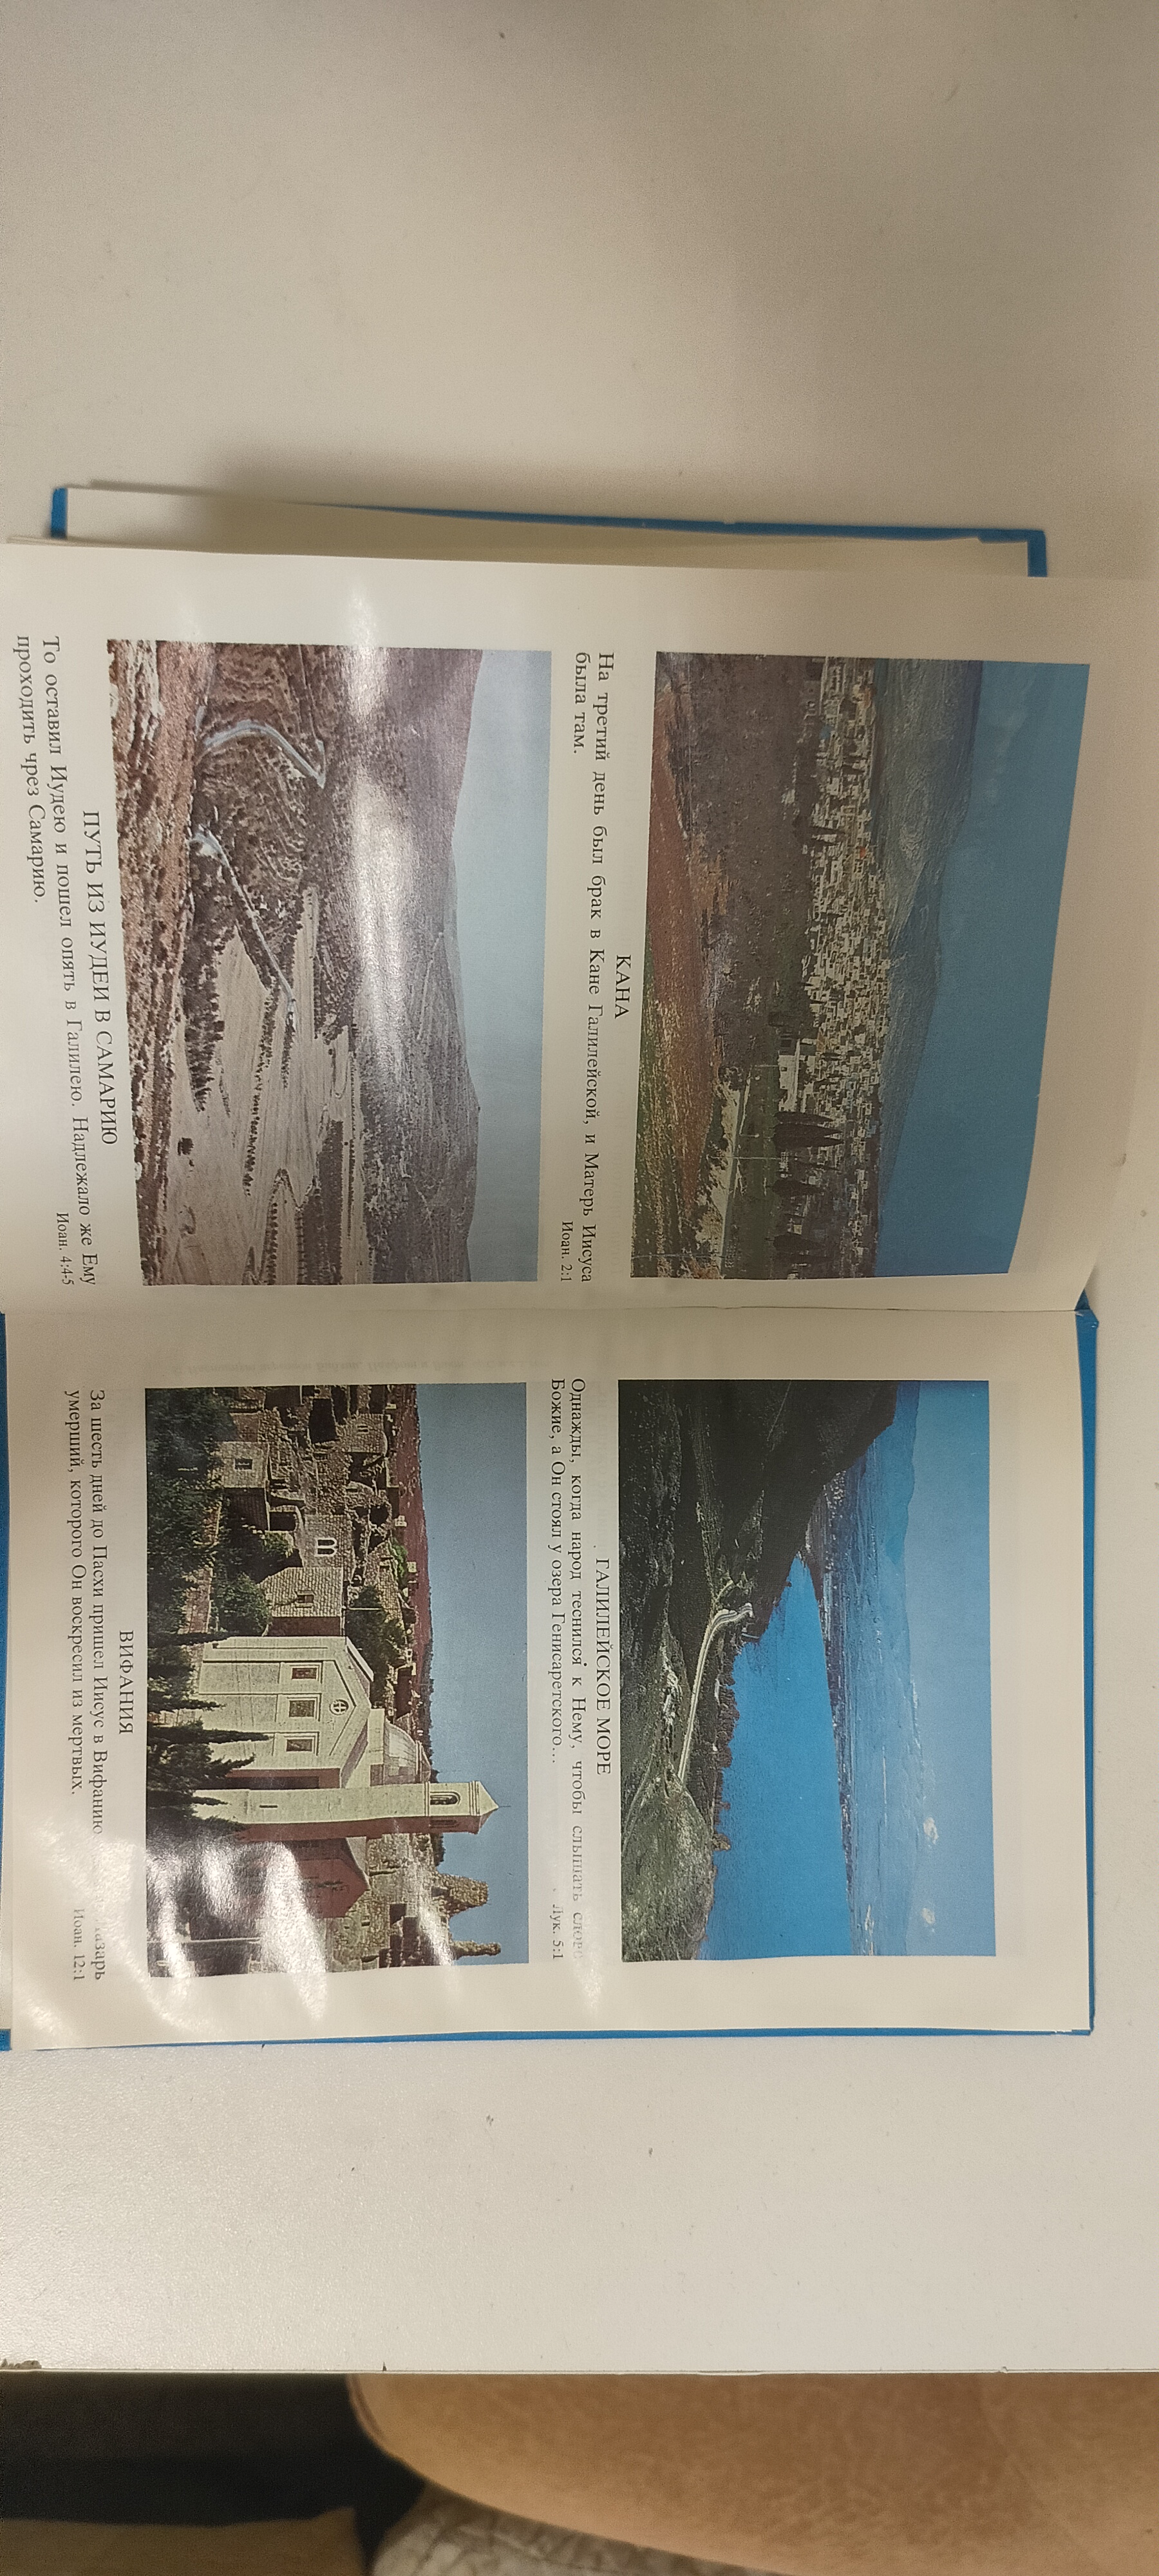 КАНА
На третий день был брак в Кане Галилейской, и Матерь Иисуса
была там.
Иоан. 2:1
ПУТЬ ИЗ ИУДЕИ В САМАРИЮ
То оставил Иудею и пошел опять в Галилею. Надлежало же Ему
проходить чрез Самарию.
Иоан. 4:4-5
ГАЛИЛЕЙСКОЕ МОРЕ
Однажды, когда народ теснился к Нему, чтобы слышать слово
Божие, а Он стоял у озера Генисаретского...
Лук. 5:1
ВИФАНИЯ
За шесть дней до Пасхи пришел Иисус в Вифанию
умерший, которого Он воскресил из мертвых.
Иоан. 12:1